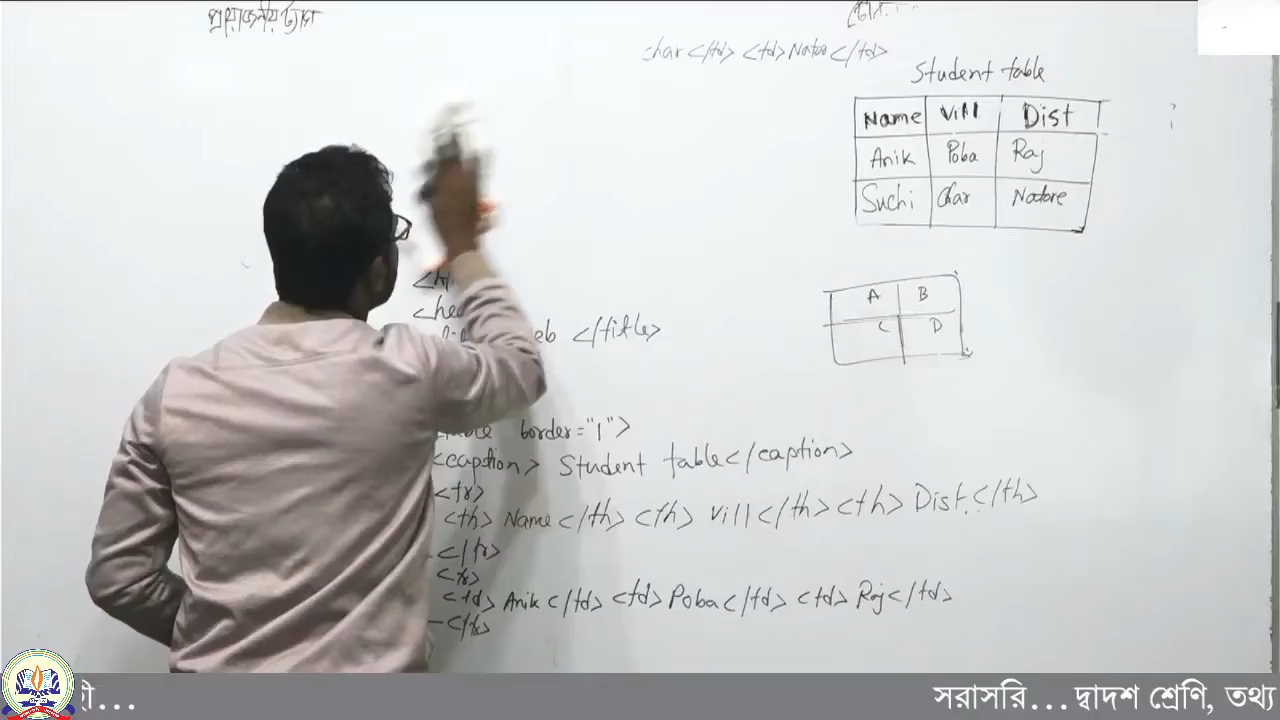 প্রয়োজনীয় ট্যাগ
char </td> <td> Natore </td>
Student table
Name Vill Dist
Anik Poba Raj
Suchi Char Natore
A B
C D
</title>
border="1">
<caption> Student table</caption>
<tr>
<th> Name </th> <th> Vill </th> <th> Dist </th>
</tr>
<tr>
<td> Anik </td> <td> Poba </td> <td> Raj </td>
</tr>
সরাসরি... দ্বাদশ শ্রেণি, তথ্য